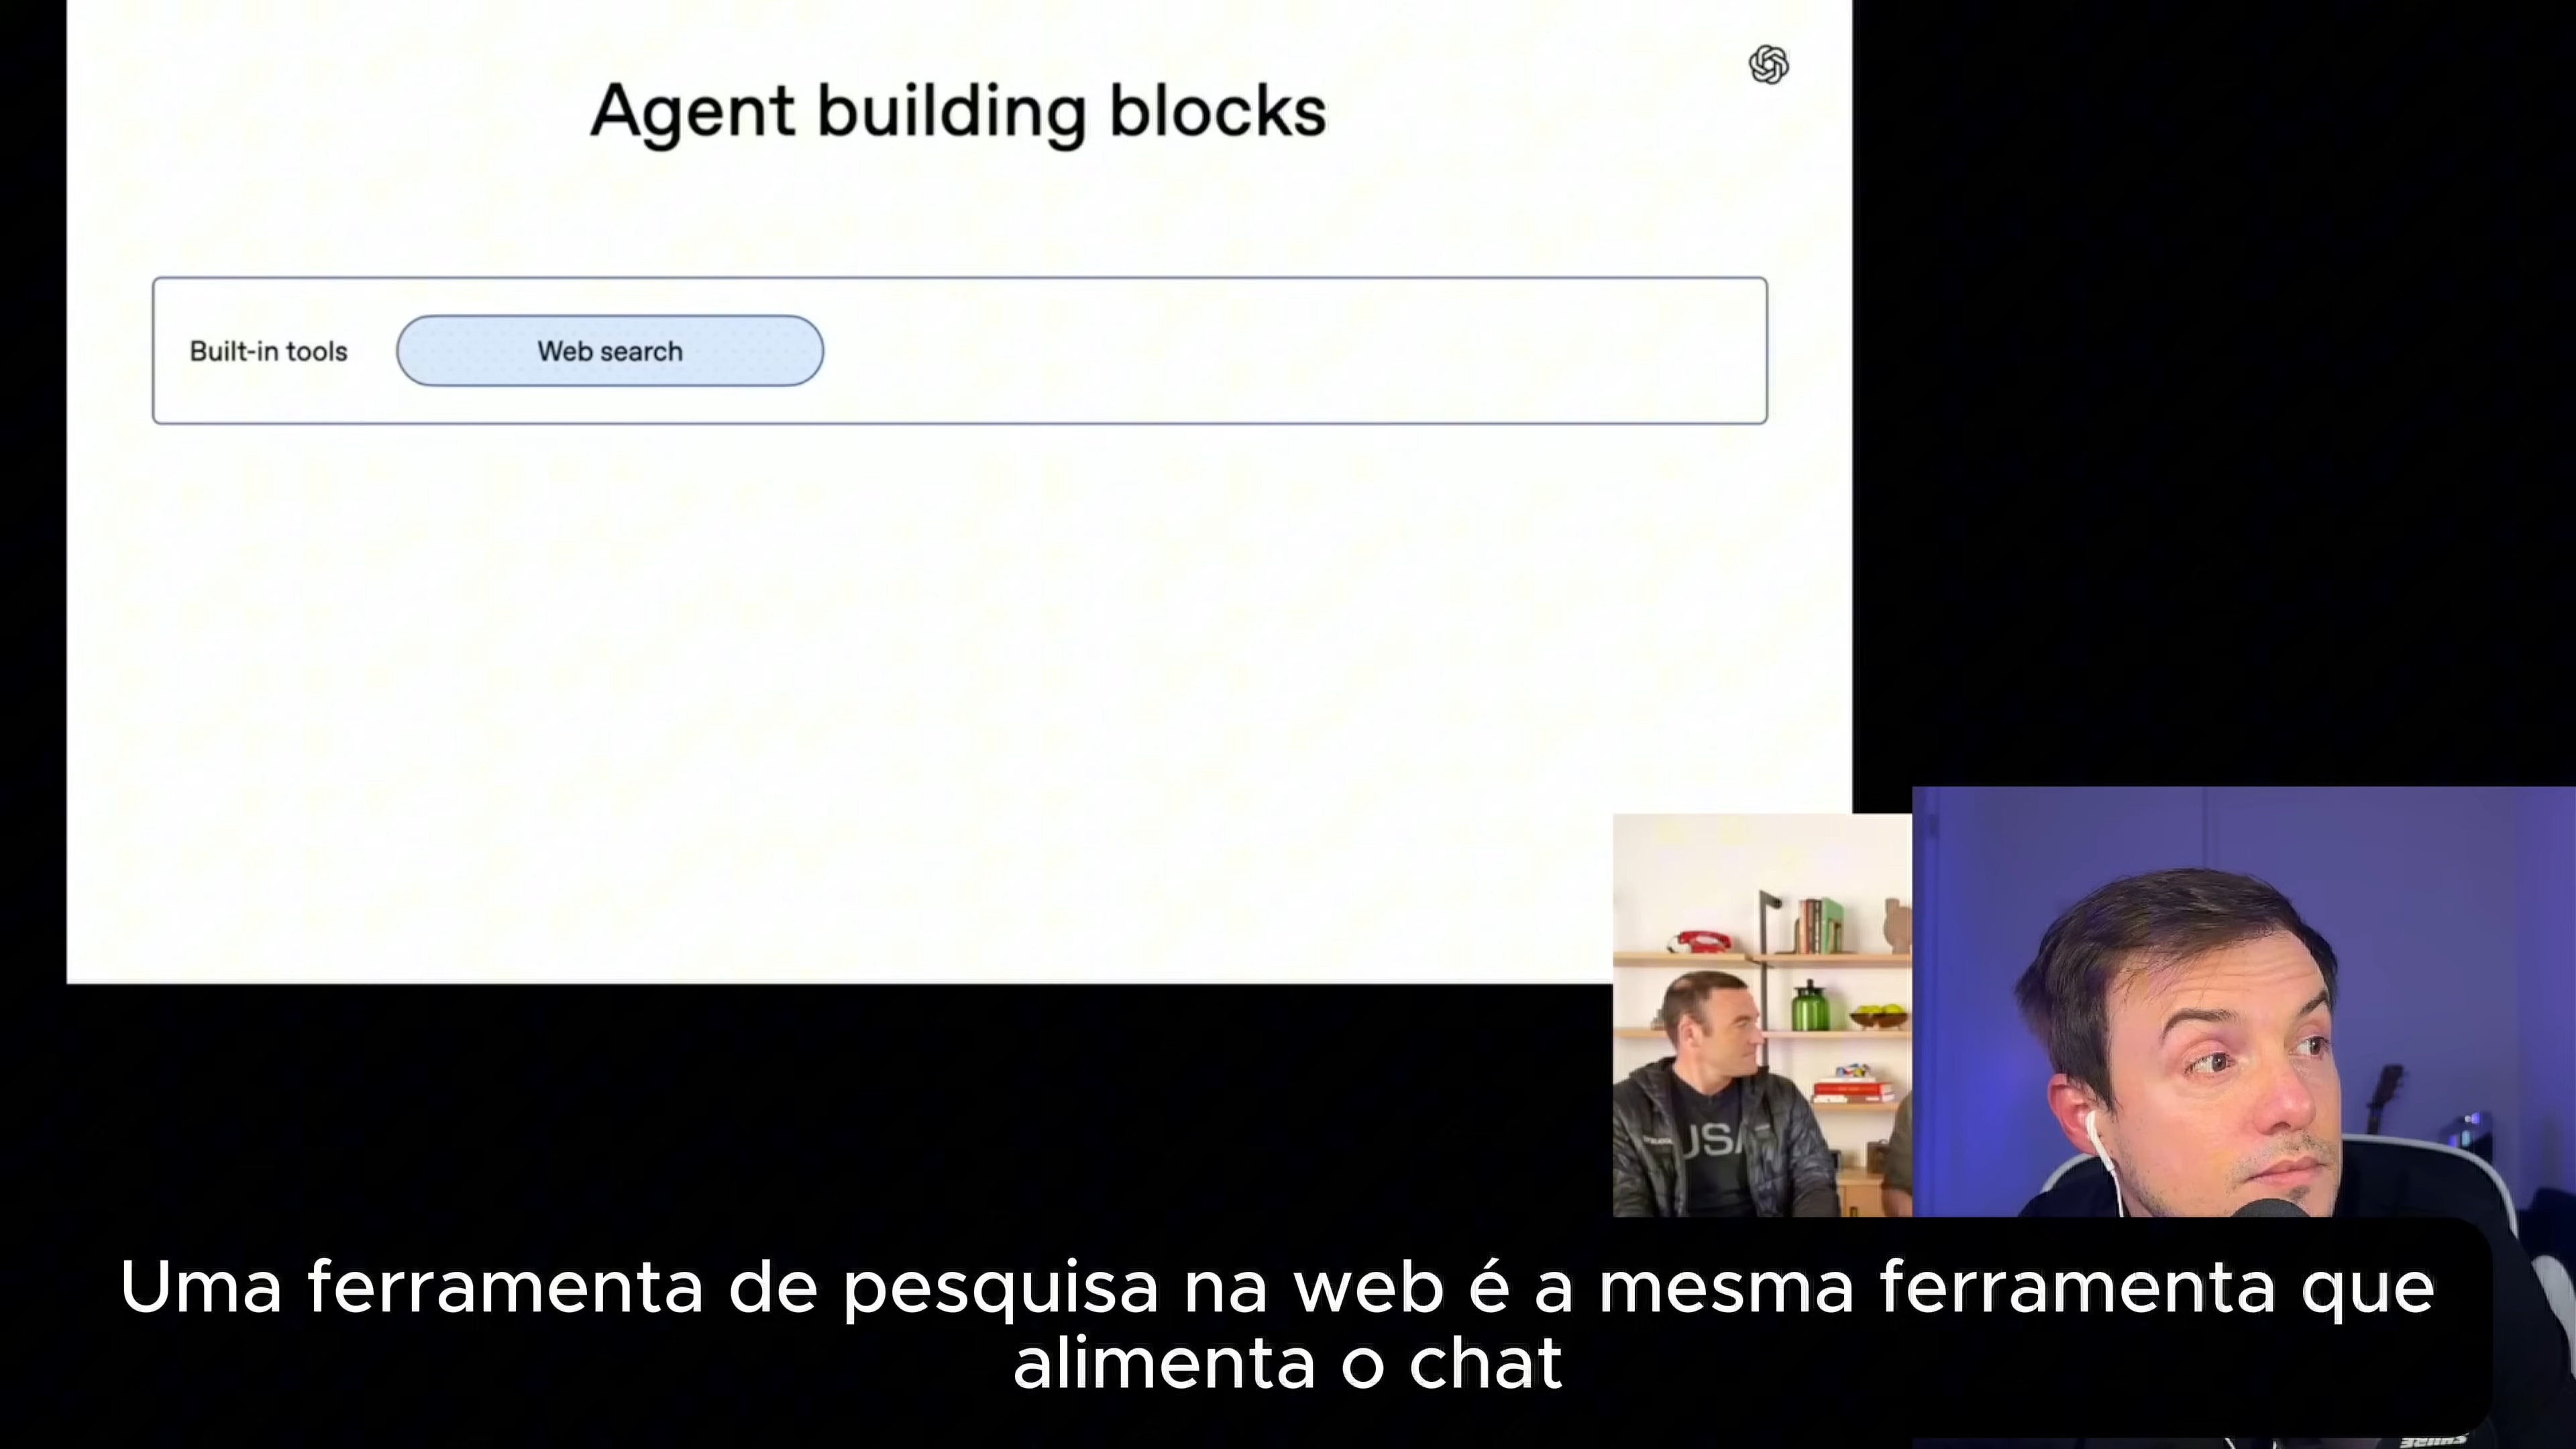 Agent building blocks
Built-in tools
Web search
USA
Uma ferramenta de pesquisa na web é a mesma ferramenta que
alimenta o chat